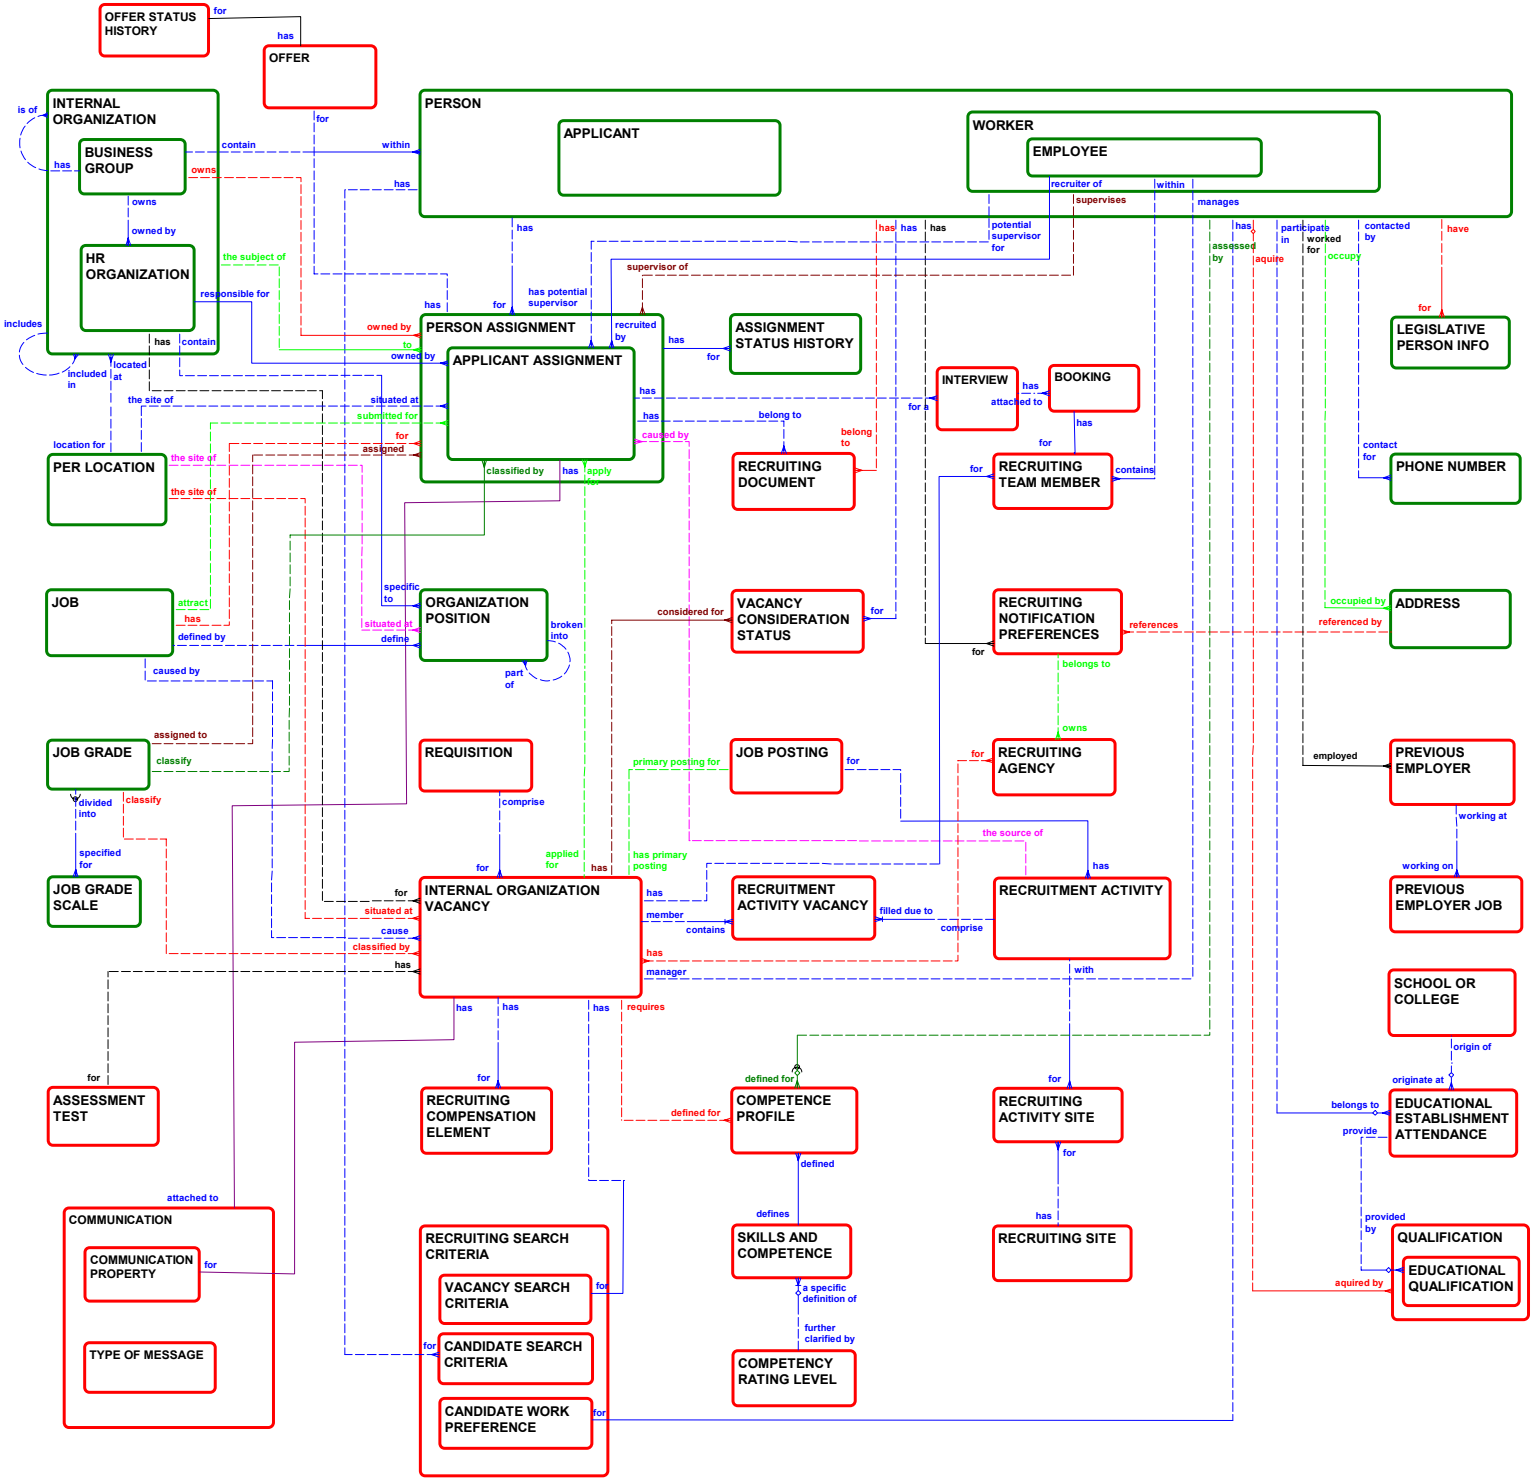 OFFER STATUS
HISTORY
for
has
OFFER
for
INTERNAL
ORGANIZATION
is of
has
BUSINESS
GROUP
contain
within
owns
owns
owned by
HR
ORGANIZATION
the subject of
responsible for
includes
included
in
has
contain
located
at
PERSON
APPLICANT
WORKER
EMPLOYEE
recruiter of
within
supervises
manages
has
has
potential
supervisor
for
supervisor of
has
has
has
assessed
by
has
aquire
participate
in
worked
for
occupy
contacted
by
have
has
for
has potential
supervisor
PERSON ASSIGNMENT
recruited
by
owned by
to
owned by
APPLICANT ASSIGNMENT
has
for
ASSIGNMENT
STATUS HISTORY
for
LEGISLATIVE
PERSON INFO
INTERVIEW
has
attached to
BOOKING
has
for
has
for a
has
belong to
caused by
belong
to
the site of
situated at
submitted for
for
assigned
location for
PER LOCATION
the site of
the site of
classified by
has
apply
for
RECRUITING
DOCUMENT
for
RECRUITING
TEAM MEMBER
contains
contact
for
PHONE NUMBER
JOB
attract
has
defined by
caused by
specific
to
situated at
define
ORGANIZATION
POSITION
broken
into
part
of
considered for
VACANCY
CONSIDERATION
STATUS
for
for
RECRUITING
NOTIFICATION
PREFERENCES
references
occupied by
referenced by
ADDRESS
belongs to
owns
JOB GRADE
assigned to
classify
classify
divided
into
specified
for
JOB GRADE
SCALE
REQUISITION
comprise
for
primary posting for
JOB POSTING
for
for
RECRUITING
AGENCY
employed
PREVIOUS
EMPLOYER
working at
working on
PREVIOUS
EMPLOYER JOB
the source of
has
applied
for
has
has primary
posting
for
situated at
cause
classified by
has
INTERNAL ORGANIZATION
VACANCY
has
member
contains
has
manager
RECRUITMENT
ACTIVITY VACANCY
filled due to
comprise
RECRUITMENT ACTIVITY
with
has
has
has
requires
SCHOOL OR
COLLEGE
origin of
originate at
for
ASSESSMENT
TEST
for
RECRUITING
COMPENSATION
ELEMENT
defined for
defined for
COMPETENCE
PROFILE
defined
for
RECRUITING
ACTIVITY SITE
for
belongs to
EDUCATIONAL
ESTABLISHMENT
ATTENDANCE
provide
provided
by
attached to
COMMUNICATION
COMMUNICATION
PROPERTY
for
TYPE OF MESSAGE
RECRUITING SEARCH
CRITERIA
VACANCY SEARCH
CRITERIA
for
for
CANDIDATE SEARCH
CRITERIA
CANDIDATE WORK
PREFERENCE
for
defines
SKILLS AND
COMPETENCE
a specific
definition of
further
clarified by
COMPETENCY
RATING LEVEL
has
RECRUITING SITE
QUALIFICATION
EDUCATIONAL
QUALIFICATION
aquired by